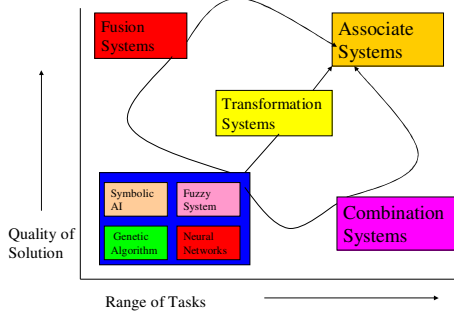 Fusion
Systems
Associate
Systems
Transformation
Systems
Symbolic
AI
Fuzzy
System
Genetic
Algorithm
Neural
Networks
Combination
Systems
Quality of
Solution
Range of Tasks